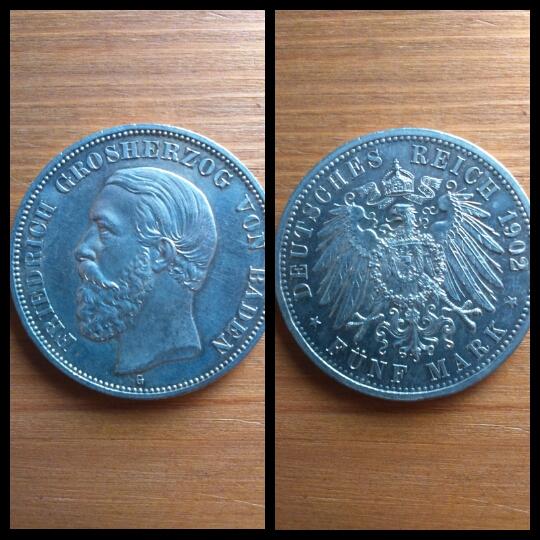 FRIEDRICH GROSHERZOG VON BADEN
G
DEUTSCHES REICH 1902
* FÜNF MARK *